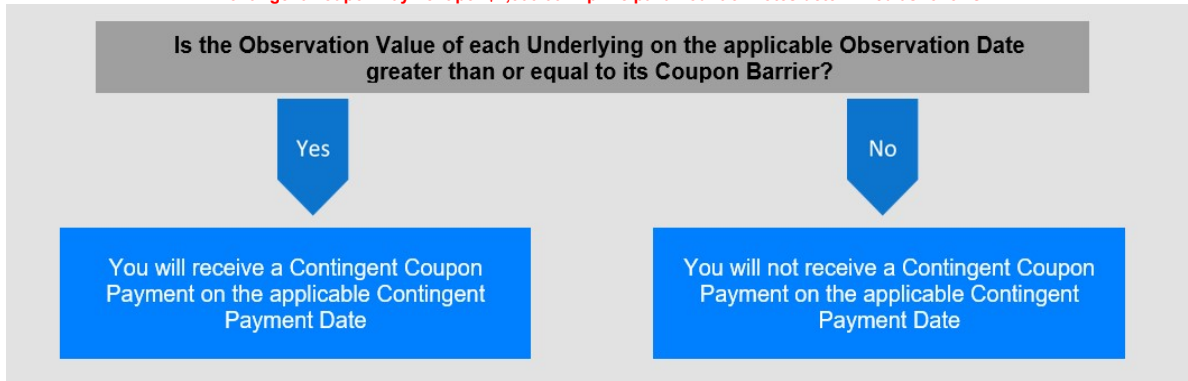 Is the Observation Value of each Underlying on the applicable Observation Date
greater than or equal to its Coupon Barrier?
Yes
No
You will receive a Contingent Coupon
Payment on the applicable Contingent
Payment Date
You will not receive a Contingent Coupon
Payment on the applicable Contingent
Payment Date